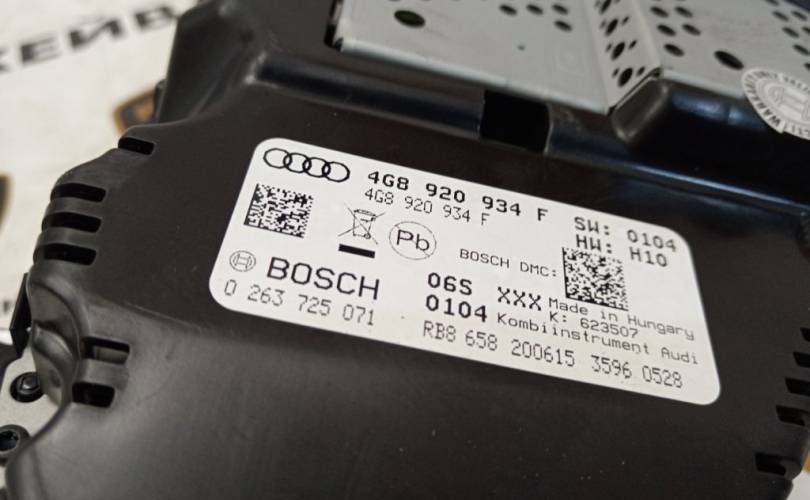 КЕЙВ
4G8 920 934 F
4G8 920 934 F
SW: 0104
HW: H10
Pb
BOSCH DMC:
BOSCH
0 263 725 071
06S XXX
0104
Made in Hungary
K: 623507
Kombiinstrument Audi
RB8 658 200615 3596 0528